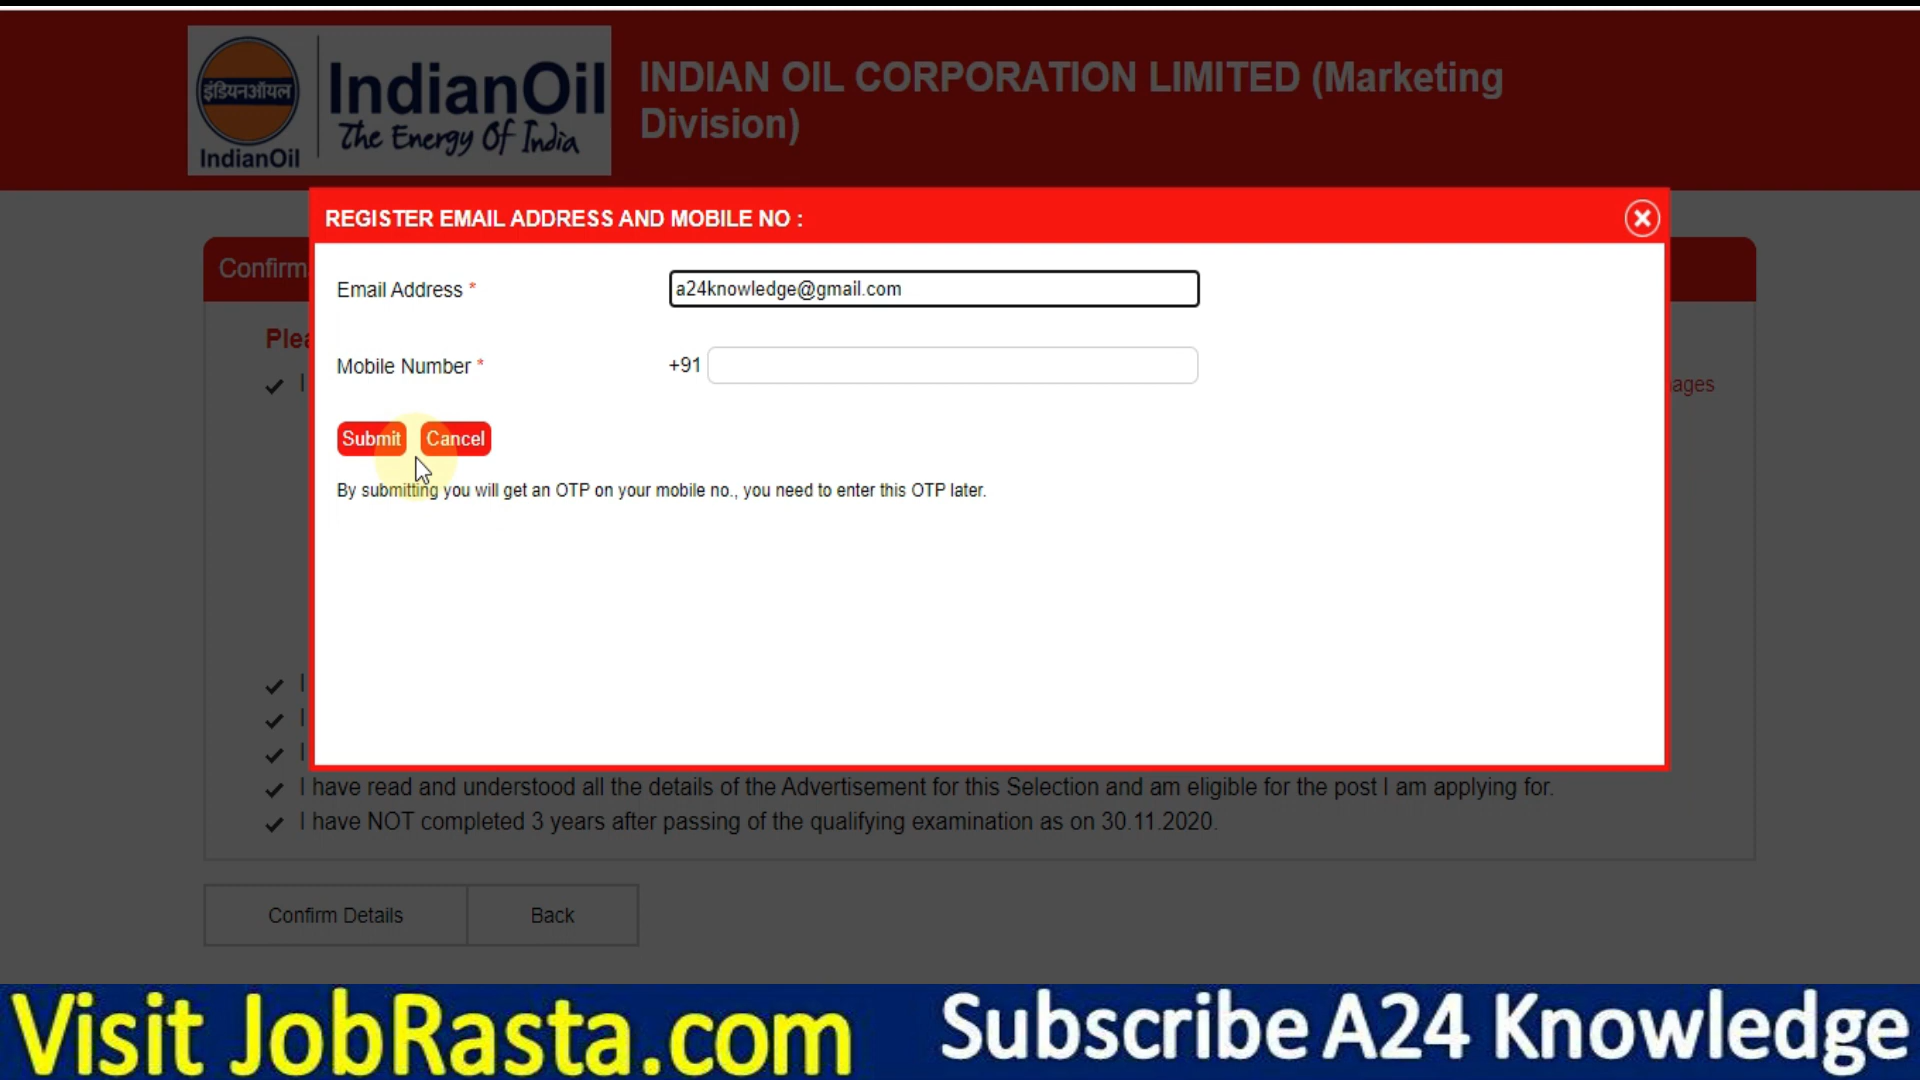 इंडियनऑयल
IndianOil
IndianOil
The Energy Of India
INDIAN OIL CORPORATION LIMITED (Marketing
Division)
REGISTER EMAIL ADDRESS AND MOBILE NO :
Confirm
Email Address *
a24knowledge@gmail.com
Mobile Number *
+91
ages
Submit
Cancel
By submitting you will get an OTP on your mobile no., you need to enter this OTP later.
I
I
I
I
I have read and understood all the details of the Advertisement for this Selection and am eligible for the post I am applying for.
I have NOT completed 3 years after passing of the qualifying examination as on 30.11.2020.
Confirm Details
Back
Visit JobRasta.com
Subscribe A24 Knowledge